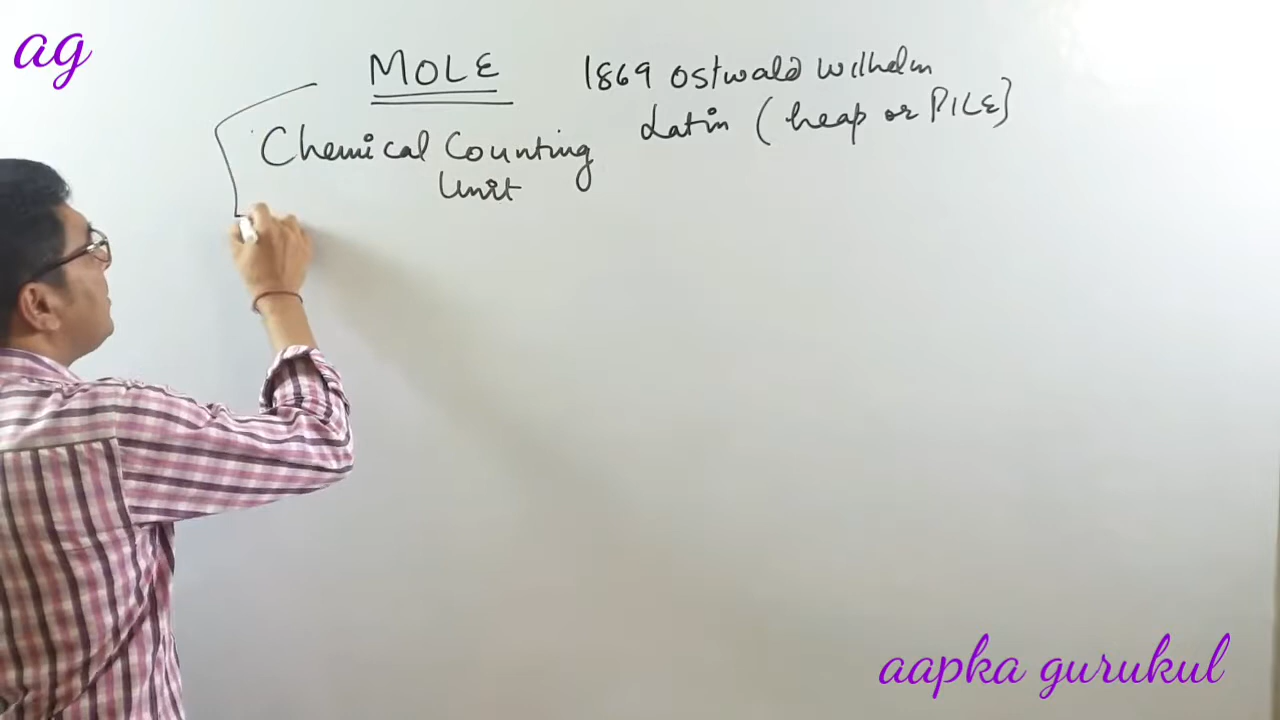 ag
MOLE
1869 Ostwald Wilhelm
Latin (heap or PILE)
Chemical Counting
Unit
aapka gurukul